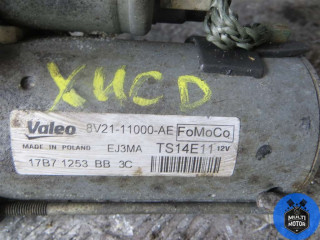 XUCD
Valeo 8V21-11000-AE FoMoCo
MADE IN POLAND EJ3MA TS14E11 12V
17B7 1253 BB 3C
MULTI
MOTOR